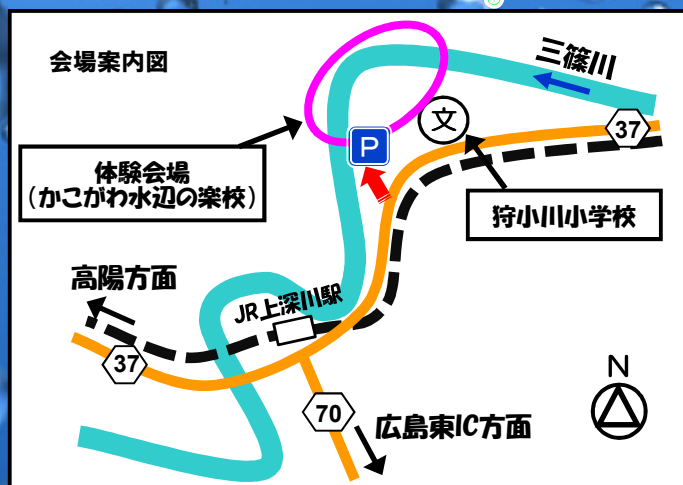 会場案内図
三篠川
37
文
P
体験会場
(かこがわ水辺の楽校)
狩小川小学校
高陽方面
JR上深川駅
37
70
広島東IC方面
N